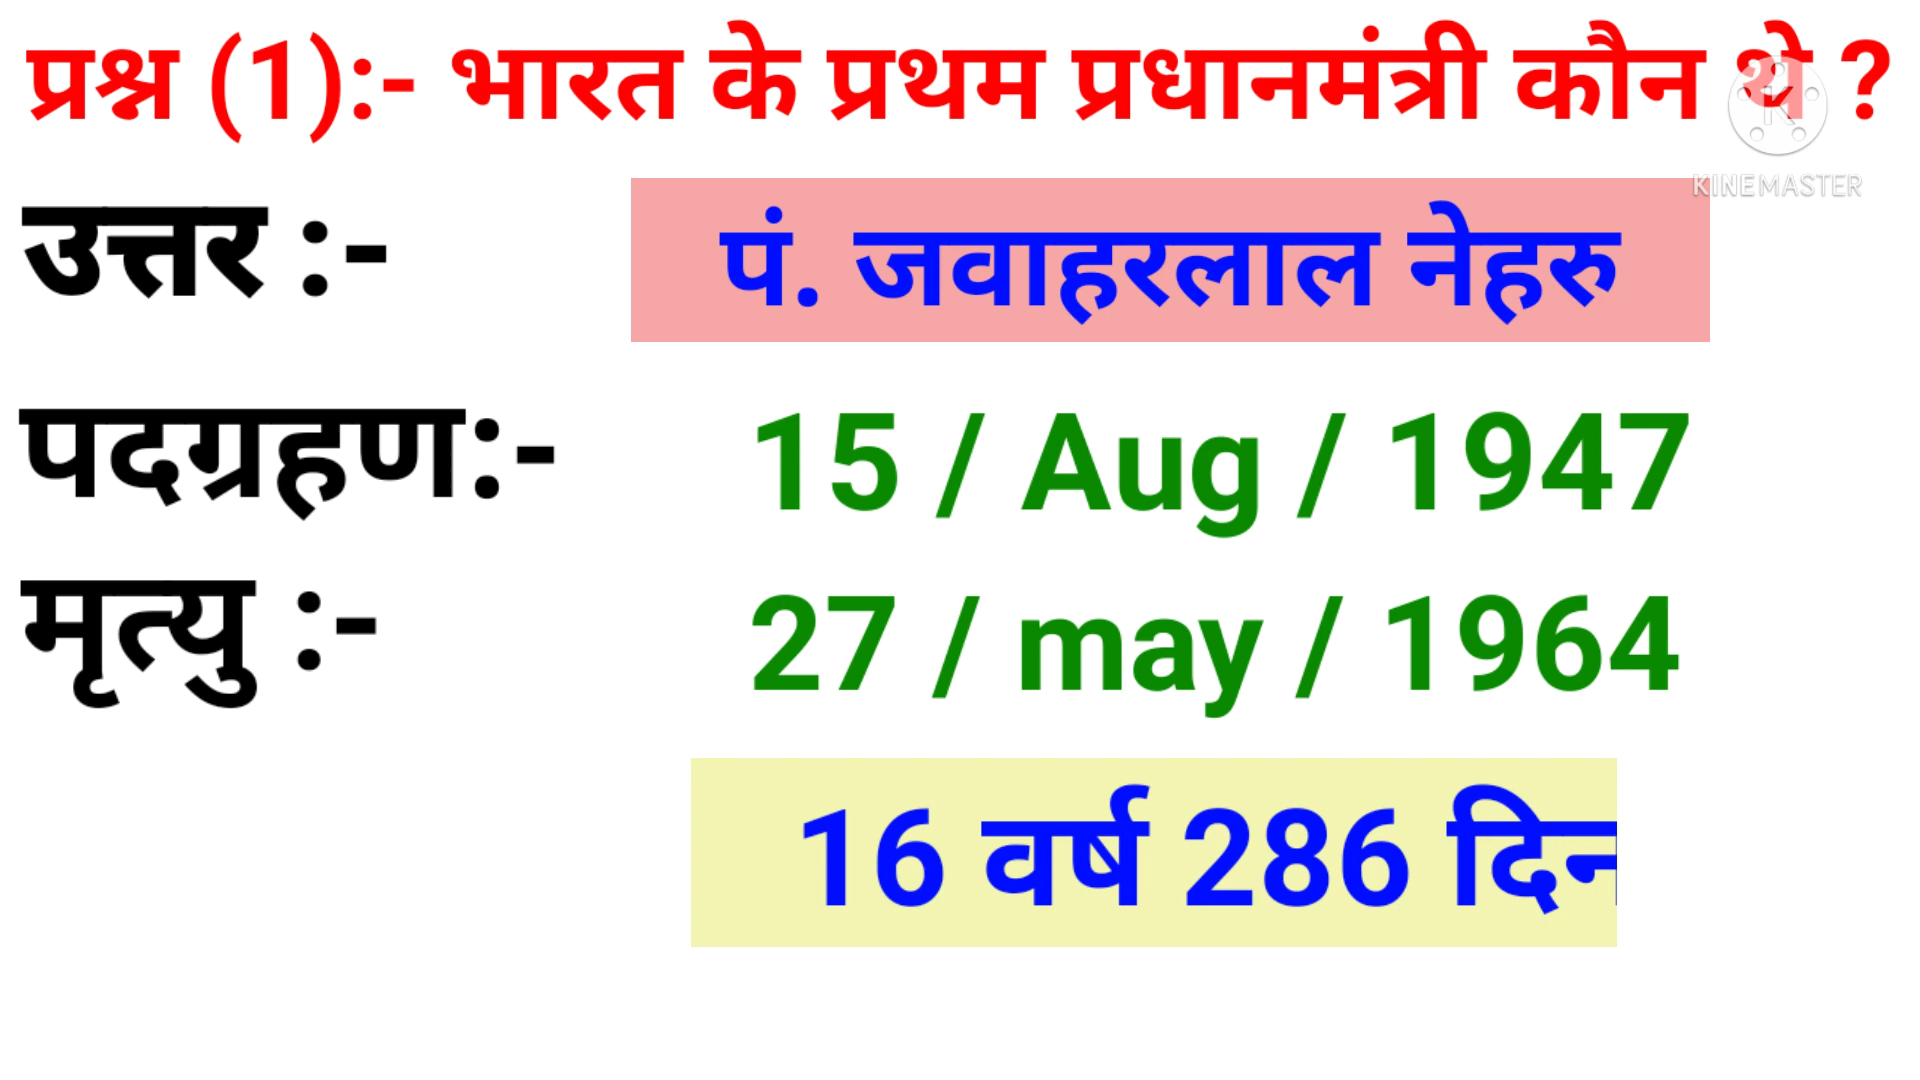 प्रश्न (1):- भारत के प्रथम प्रधानमंत्री कौन थे ?
KINEMASTER
उत्तर :- पं. जवाहरलाल नेहरु
पदग्रहण:- 15 / Aug / 1947
मृत्यु :- 27 / may / 1964
16 वर्ष 286 दिन